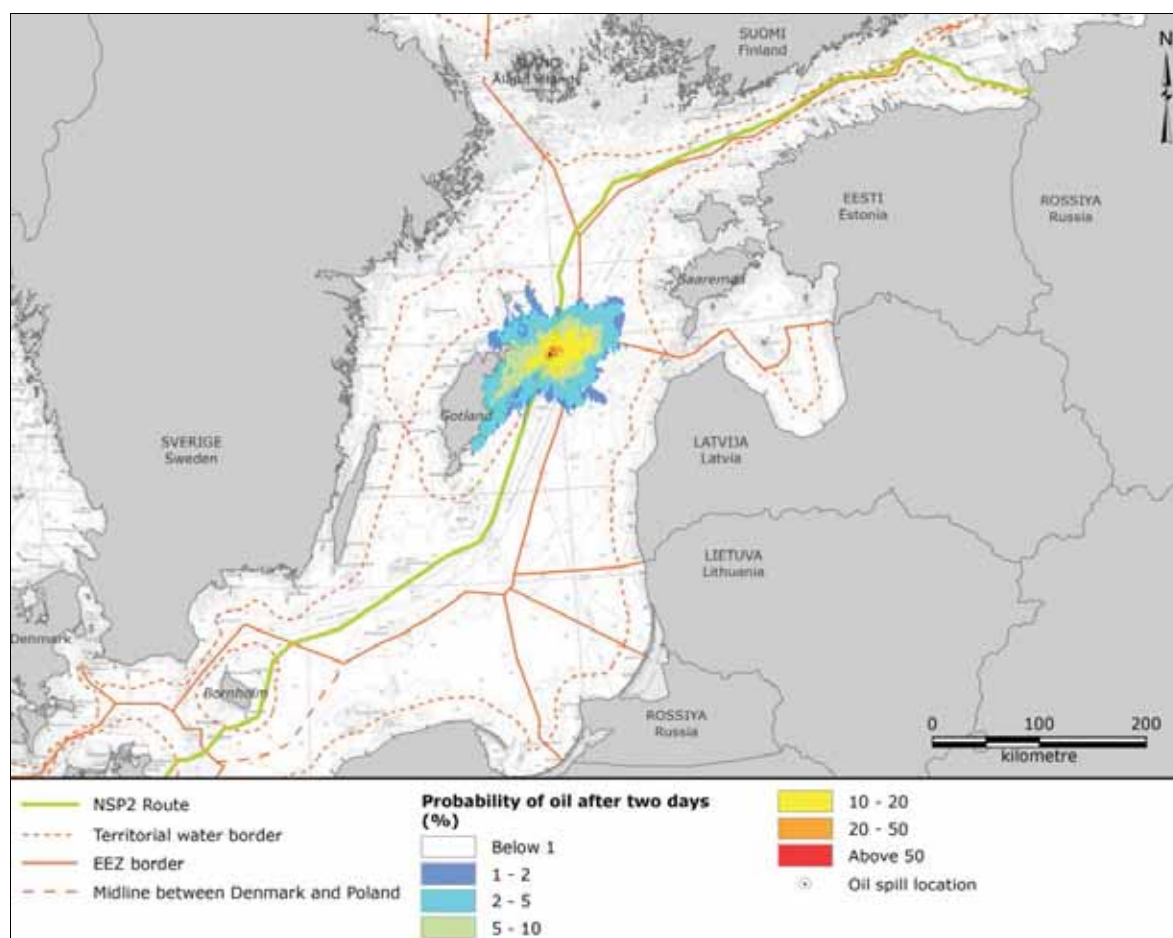 SUOMI
Finland
N
EESTI
Estonia
ROSSIYA
Russia
Saaremaa
Gotland
SVERIGE
Sweden
LATVIJA
Latvia
LIETUVA
Lithuania
Denmark
Bornholm
ROSSIYA
Russia
0 100 200
kilometre
NSP2 Route
Territorial water border
EEZ border
Midline between Denmark and Poland
Probability of oil after two days
(%)
Below 1
1 - 2
2 - 5
5 - 10
10 - 20
20 - 50
Above 50
Oil spill location